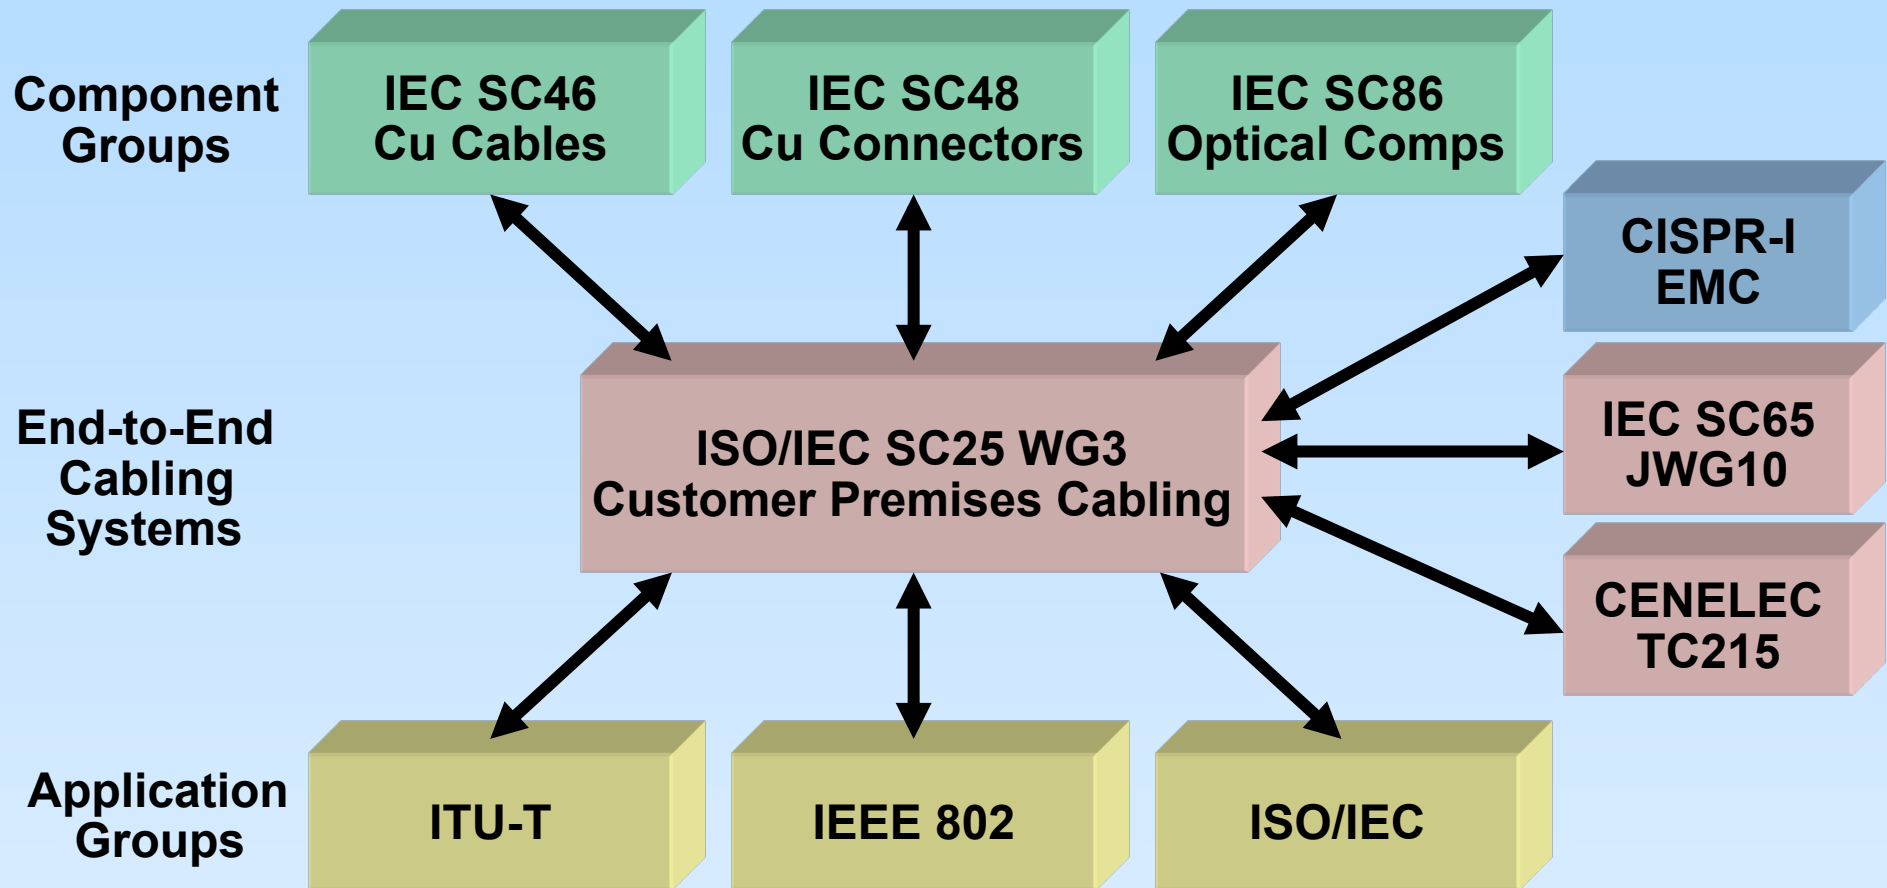 Component
Groups
IEC SC46
Cu Cables
IEC SC48
Cu Connectors
IEC SC86
Optical Comps
CISPR-I
EMC
End-to-End
Cabling
Systems
ISO/IEC SC25 WG3
Customer Premises Cabling
IEC SC65
JWG10
CENELEC
TC215
Application
Groups
ITU-T
IEEE 802
ISO/IEC